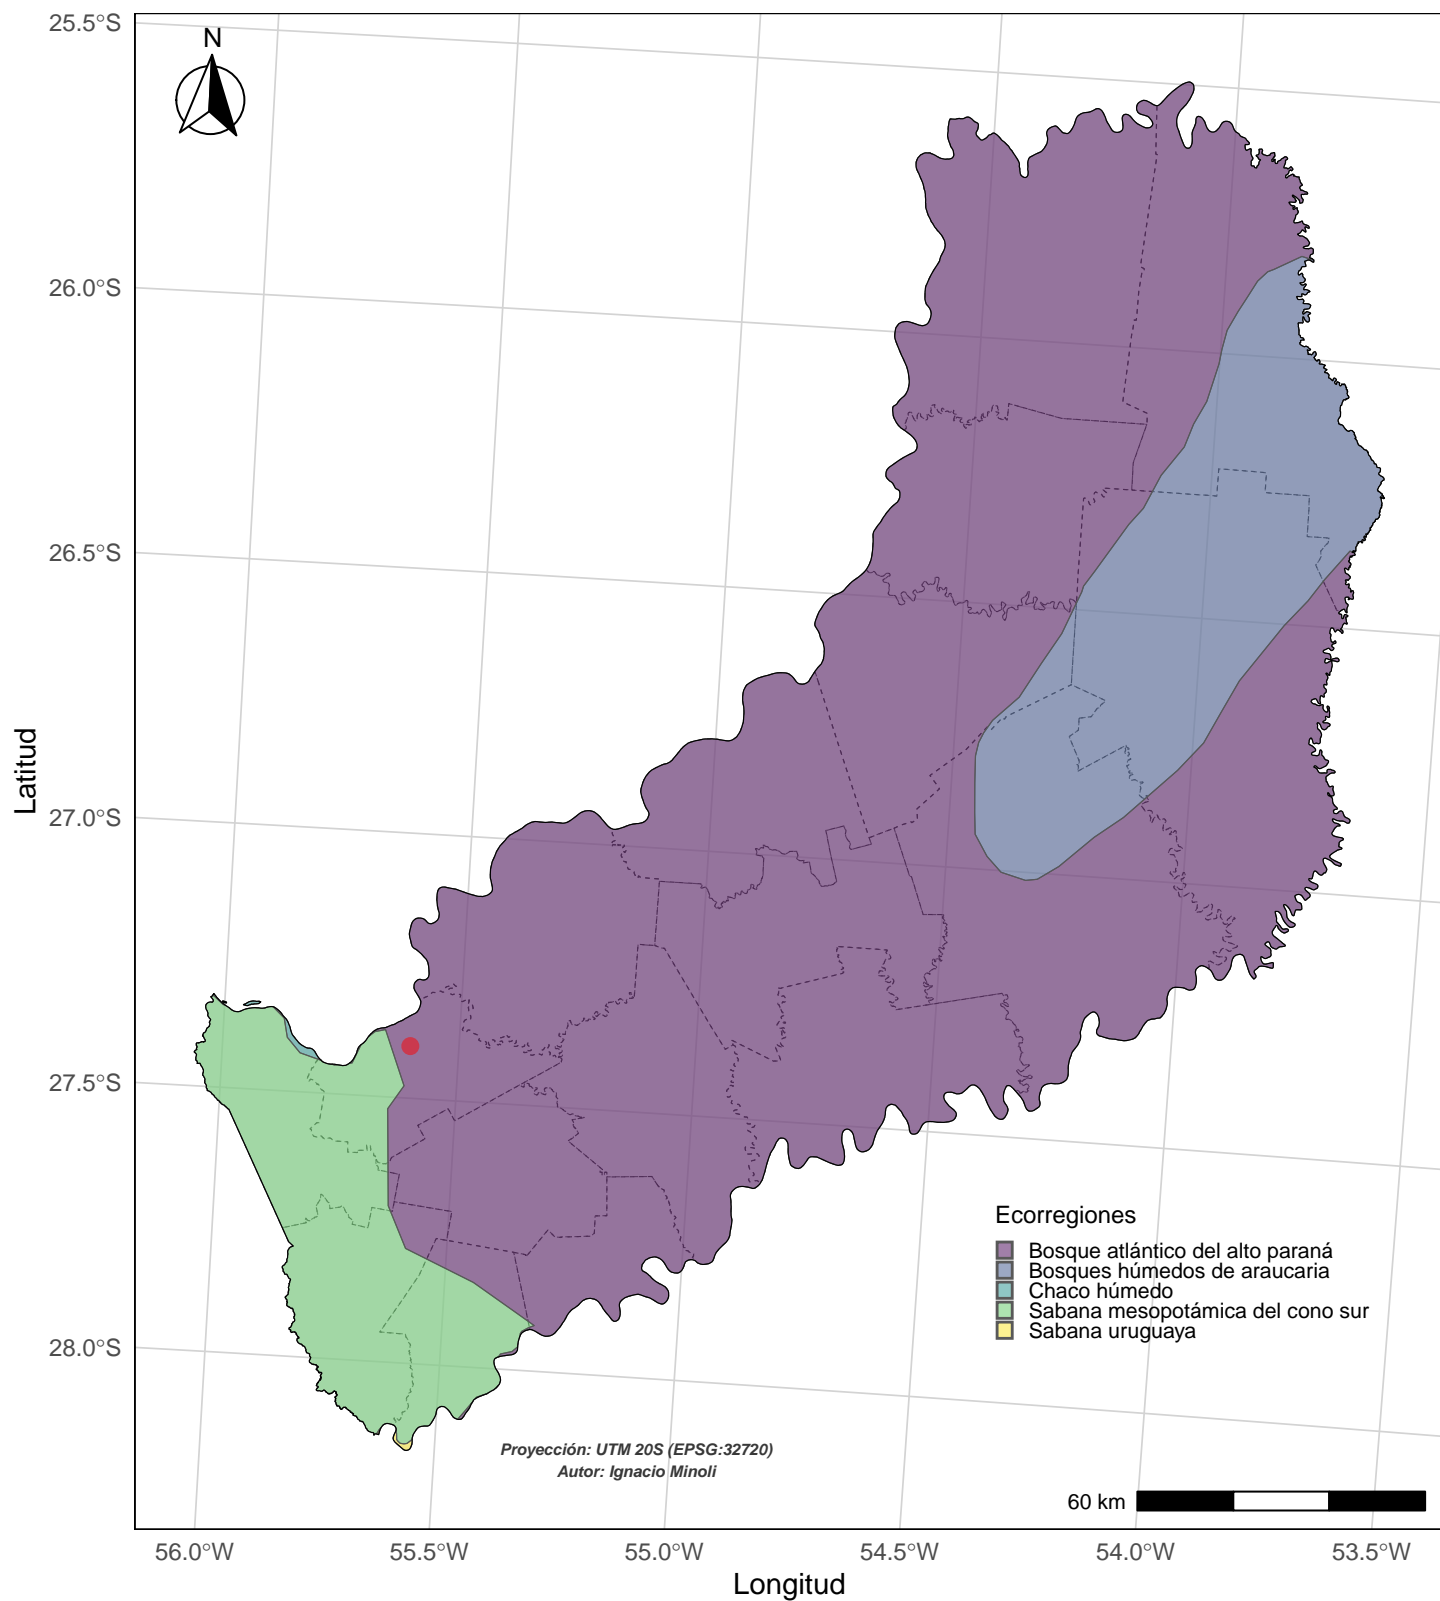 N
25.5°S
26.0°S
26.5°S
27.0°S
27.5°S
28.0°S
Latitud
Ecorregiones
Bosque atlántico del alto paraná
Bosques húmedos de araucaria
Chaco húmedo
Sabana mesopotámica del cono sur
Sabana uruguaya
Proyección: UTM 20S (EPSG:32720)
Autor: Ignacio Minoli
60 km
56.0°W
55.5°W
55.0°W
54.5°W
54.0°W
53.5°W
Longitud